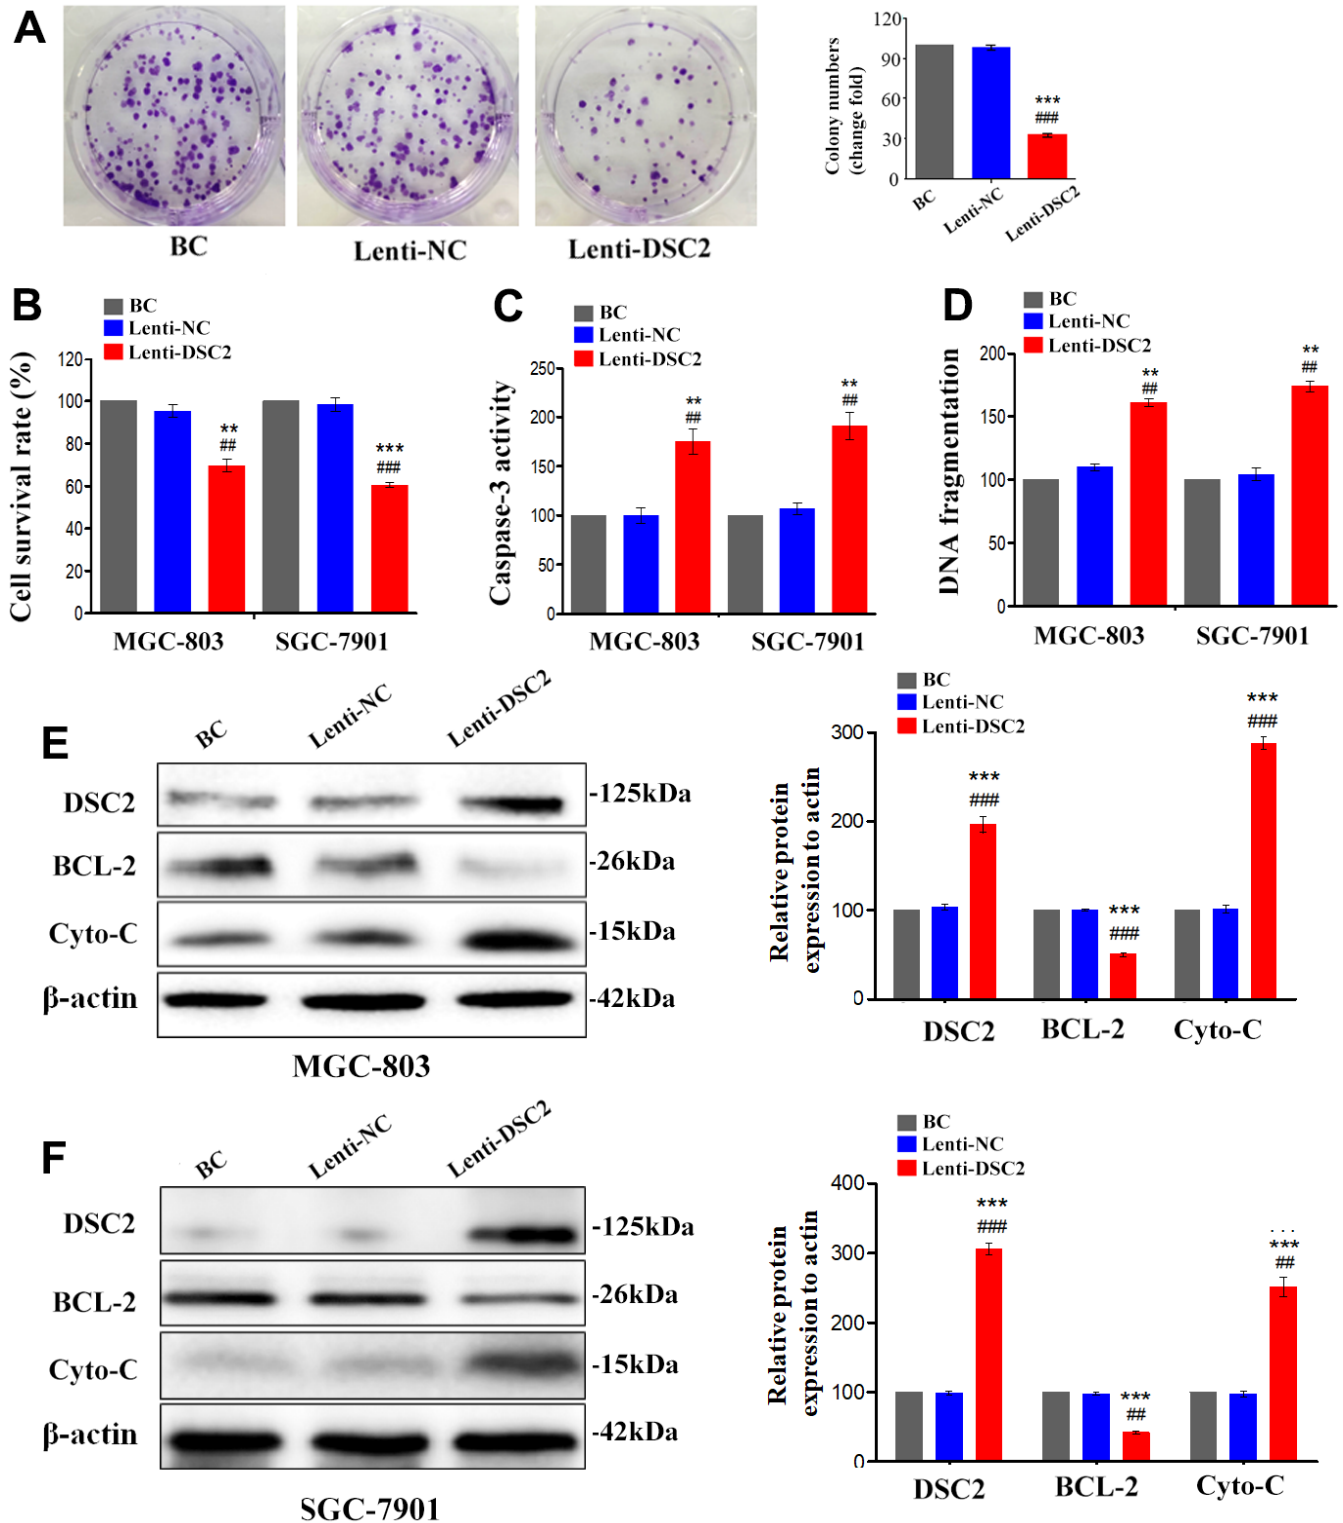 A
BC
Lenti-NC
Lenti-DSC2
Colony numbers
(change fold)
120
90
60
30
0
***
###
BC
Lenti-NC
Lenti-DSC2
B
BC
Lenti-NC
Lenti-DSC2
Cell survival rate (%)
120
100
80
60
40
20
0
**
##
***
###
MGC-803
SGC-7901
C
BC
Lenti-NC
Lenti-DSC2
Caspase-3 activity
250
200
150
100
50
0
**
##
**
##
MGC-803
SGC-7901
D
BC
Lenti-NC
Lenti-DSC2
DNA fragmentation
200
150
100
50
0
**
##
**
##
MGC-803
SGC-7901
E
BC
Lenti-NC
Lenti-DSC2
DSC2
-125kDa
BCL-2
-26kDa
Cyto-C
-15kDa
β-actin
-42kDa
MGC-803
BC
Lenti-NC
Lenti-DSC2
Relative protein
expression to actin
300
200
100
0
***
###
***
###
***
###
DSC2
BCL-2
Cyto-C
F
BC
Lenti-NC
Lenti-DSC2
DSC2
-125kDa
BCL-2
-26kDa
Cyto-C
-15kDa
β-actin
-42kDa
SGC-7901
BC
Lenti-NC
Lenti-DSC2
Relative protein
expression to actin
400
300
200
100
0
***
###
***
##
. . .
***
##
DSC2
BCL-2
Cyto-C